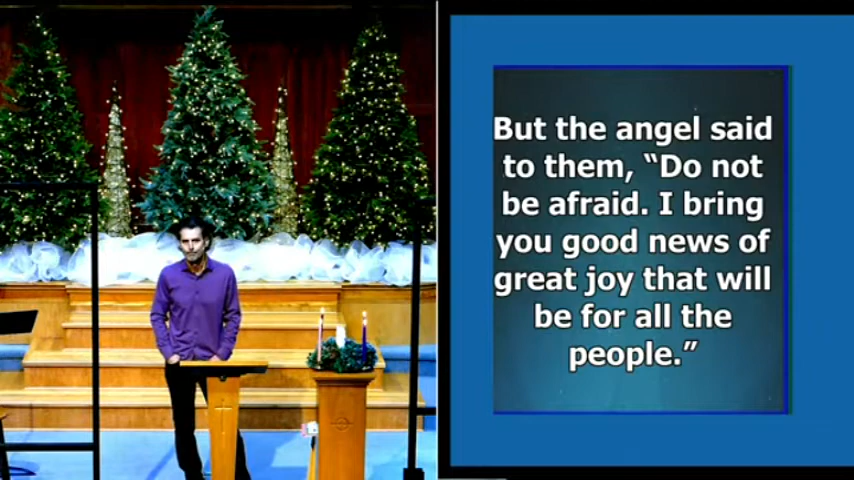 But the angel said
to them, “Do not
be afraid. I bring
you good news of
great joy that will
be for all the
people.”